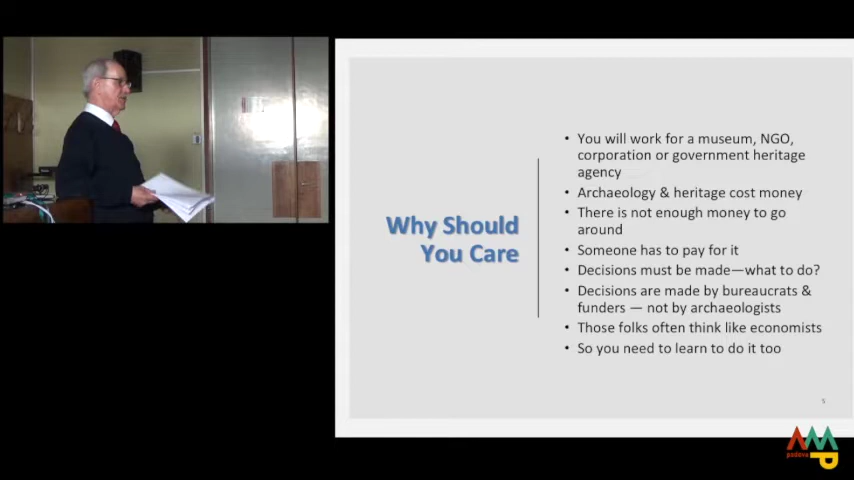 Why Should
You Care
• You will work for a museum, NGO,
corporation or government heritage
agency
• Archaeology & heritage cost money
• There is not enough money to go
around
• Someone has to pay for it
• Decisions must be made—what to do?
• Decisions are made by bureaucrats &
funders — not by archaeologists
• Those folks often think like economists
• So you need to learn to do it too
5
AMP
padova